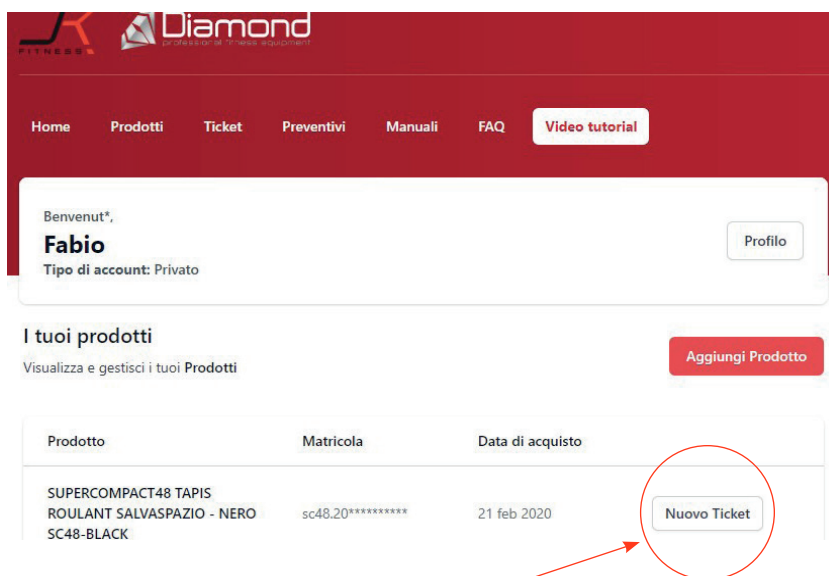 JK
FITNESS
Diamond
professional fitness equipment
Home Prodotti Ticket Preventivi Manuali FAQ Video tutorial
Benvenut*,
Fabio
Profilo
Tipo di account: Privato
I tuoi prodotti
Visualizza e gestisci i tuoi Prodotti
Aggiungi Prodotto
Prodotto Matricola Data di acquisto
SUPERCOMPACT48 TAPIS
ROULANT SALVASPAZIO - NERO
SC48-BLACK
sc48.20**********
21 feb 2020
Nuovo Ticket